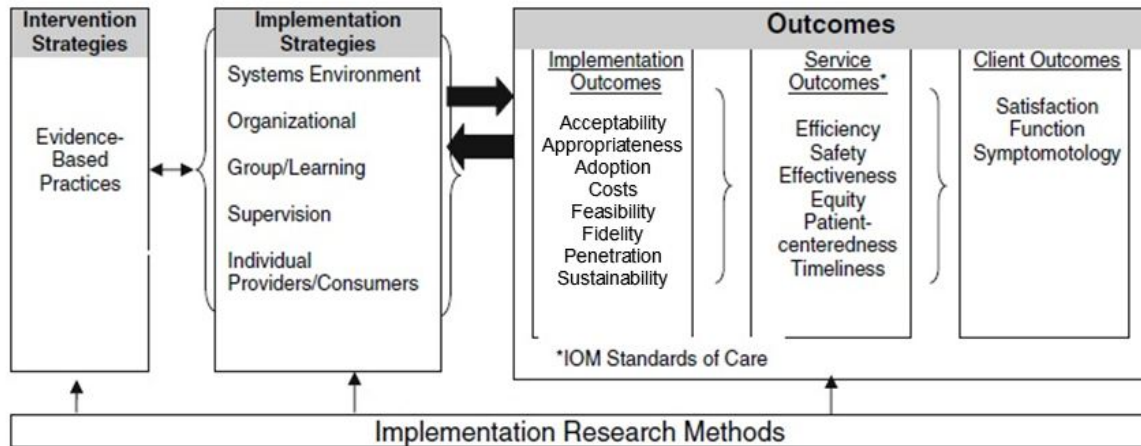 Intervention
Strategies
Evidence-
Based
Practices
Implementation
Strategies
Systems Environment
Organizational
Group/Learning
Supervision
Individual
Providers/Consumers
Outcomes
Implementation
Outcomes
Acceptability
Appropriateness
Adoption
Costs
Feasibility
Fidelity
Penetration
Sustainability
Service
Outcomes*
Efficiency
Safety
Effectiveness
Equity
Patient-
centeredness
Timeliness
Client Outcomes
Satisfaction
Function
Symptomotology
*IOM Standards of Care
Implementation Research Methods